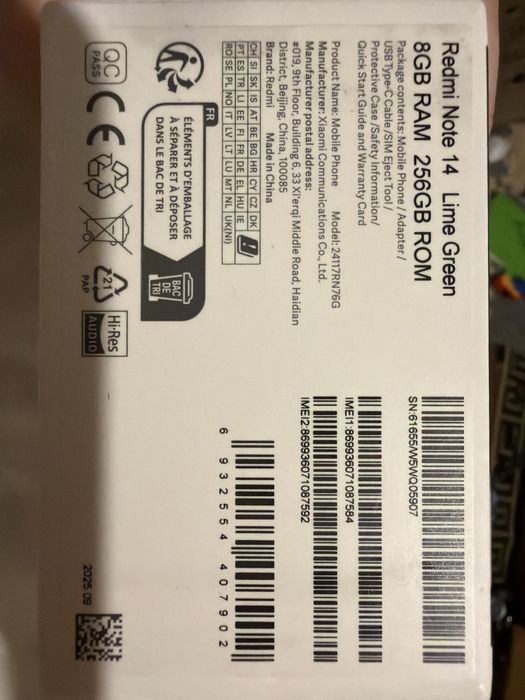 Redmi Note 14 Lime Green
8GB RAM 256GB ROM
Package contents: Mobile Phone / Adapter /
USB Type-C Cable /SIM Eject Tool /
Protective Case /Safety Information/
Quick Start Guide and Warranty Card
Product Name: Mobile Phone Model: 24117RN76G
Manufacturer: Xiaomi Communications Co., Ltd.
Manufacturer postal address:
#019, 9th Floor, Building 6, 33 Xi'erqi Middle Road, Haidian
District, Beijing, China, 100085
Brand: Redmi Made in China
CH SI SK IS AT BE BG HR CY CZ DK
PT ES TR LI EE FI FR DE EL HU IE
RO SE PL NO IT LV LT LU MT NL UK(NI)
FR
ÉLÉMENTS D'EMBALLAGE
À SÉPARER ET À DÉPOSER
DANS LE BAC DE TRI
BAC
DE
TRI
QC
PASS
CE
21
PAP
Hi-Res
AUDIO
SN:61655/W5WQ05907
IMEI1:869936071087584
IMEI2:869936071087592
6 932554 407902
2025 09